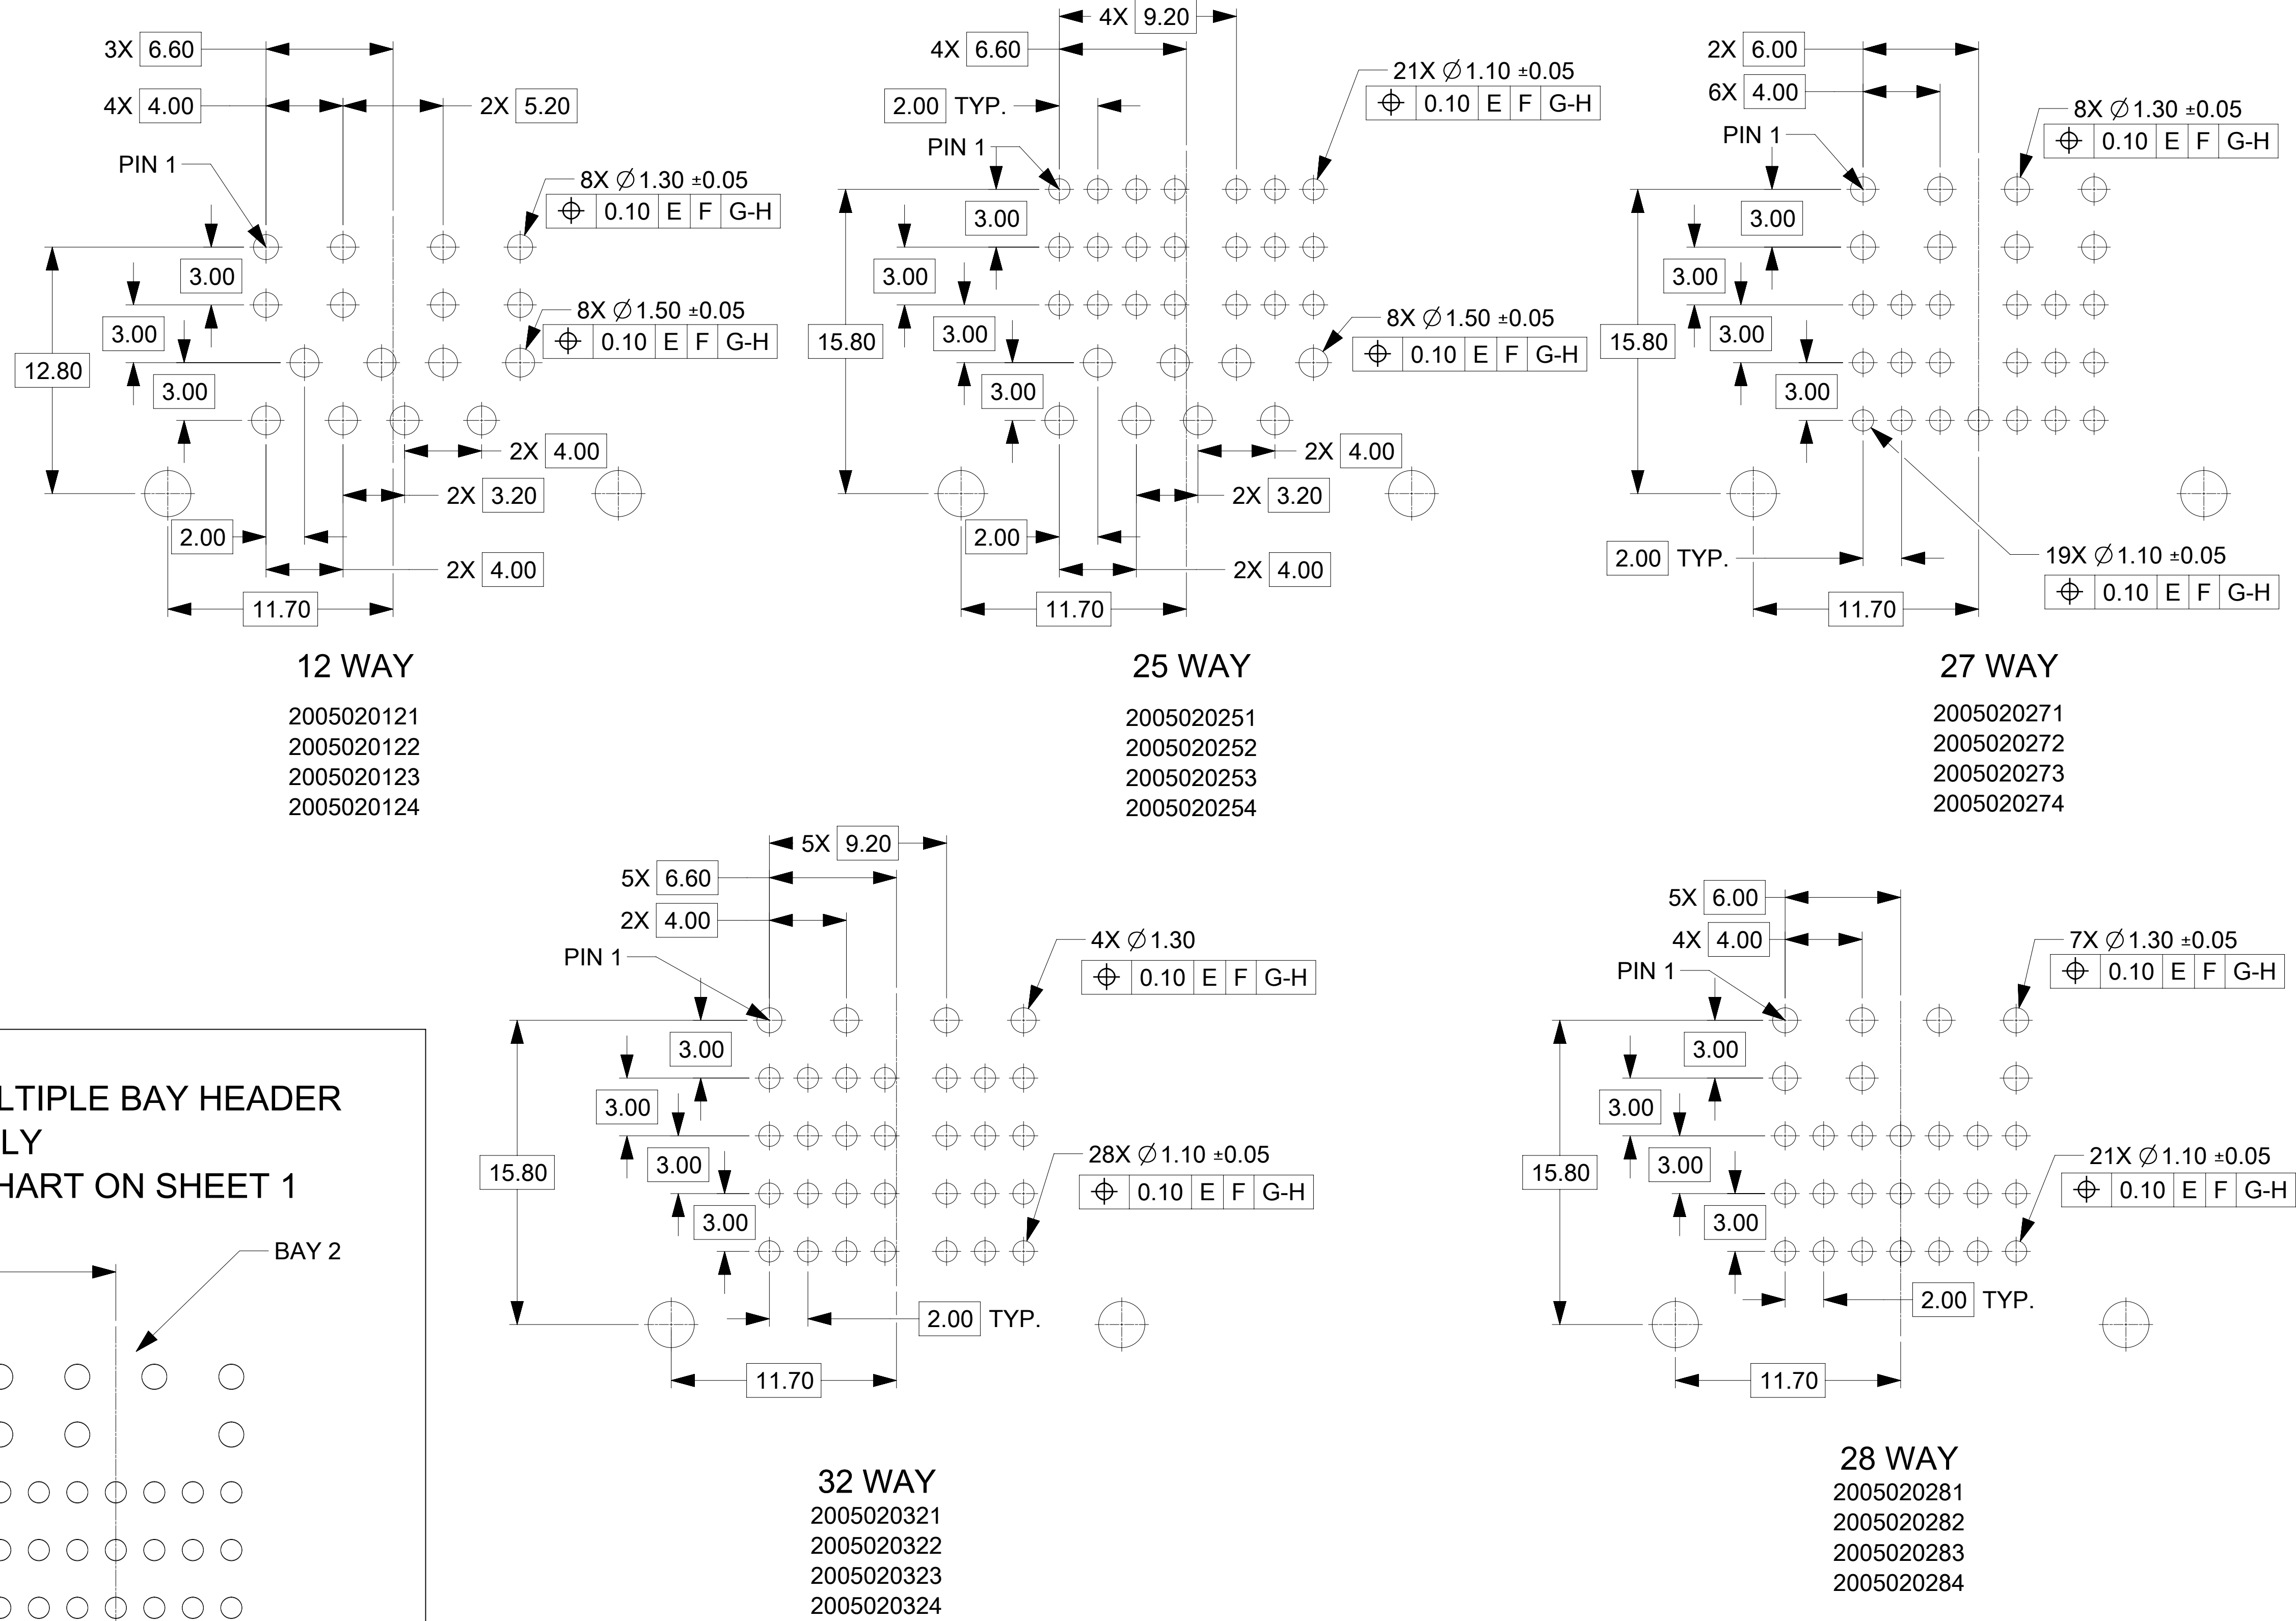 3X 6.60
4X 4.00
2X 5.20
PIN 1
8X ∅1.30 ±0.05
⌖ 0.10 E F G-H
3.00
3.00
12.80
3.00
8X ∅1.50 ±0.05
⌖ 0.10 E F G-H
2X 4.00
2X 3.20
2.00
2X 4.00
11.70
12 WAY
2005020121
2005020122
2005020123
2005020124
4X 9.20
4X 6.60
2.00 TYP.
PIN 1
21X ∅1.10 ±0.05
⌖ 0.10 E F G-H
3.00
3.00
3.00
15.80
3.00
8X ∅1.50 ±0.05
⌖ 0.10 E F G-H
2X 4.00
2X 3.20
2.00
2X 4.00
11.70
25 WAY
2005020251
2005020252
2005020253
2005020254
2X 6.00
6X 4.00
PIN 1
8X ∅1.30 ±0.05
⌖ 0.10 E F G-H
3.00
3.00
3.00
15.80
3.00
2.00 TYP.
19X ∅1.10 ±0.05
⌖ 0.10 E F G-H
11.70
27 WAY
2005020271
2005020272
2005020273
2005020274
LTIPLE BAY HEADER
LY
HART ON SHEET 1
BAY 2
5X 9.20
5X 6.60
2X 4.00
PIN 1
4X ∅1.30
⌖ 0.10 E F G-H
3.00
3.00
3.00
15.80
3.00
28X ∅1.10 ±0.05
⌖ 0.10 E F G-H
2.00 TYP.
11.70
32 WAY
2005020321
2005020322
2005020323
2005020324
5X 6.00
4X 4.00
PIN 1
7X ∅1.30 ±0.05
⌖ 0.10 E F G-H
3.00
3.00
3.00
15.80
3.00
21X ∅1.10 ±0.05
⌖ 0.10 E F G-H
2.00 TYP.
11.70
28 WAY
2005020281
2005020282
2005020283
2005020284